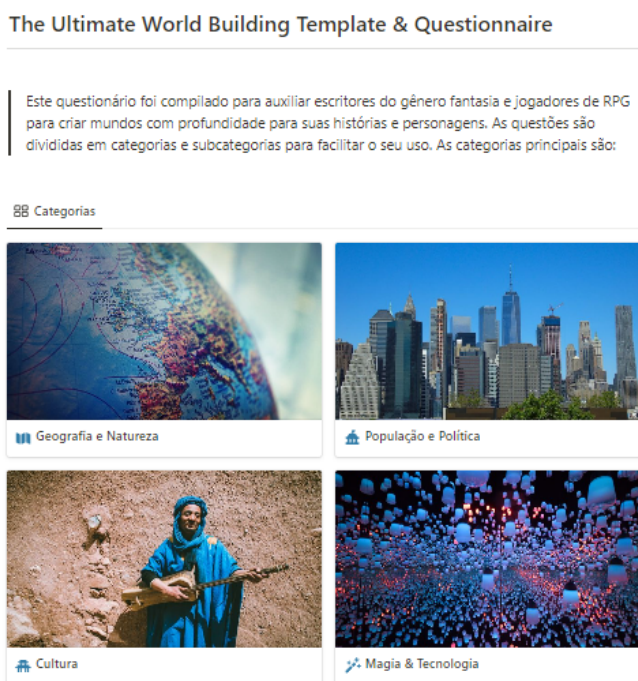 The Ultimate World Building Template & Questionnaire
Este questionário foi compilado para auxiliar escritores do gênero fantasia e jogadores de RPG
para criar mundos com profundidade para suas histórias e personagens. As questões são
divididas em categorias e subcategorias para facilitar o seu uso. As categorias principais são:
Categorias
Geografia e Natureza
População e Política
Cultura
Magia & Tecnologia